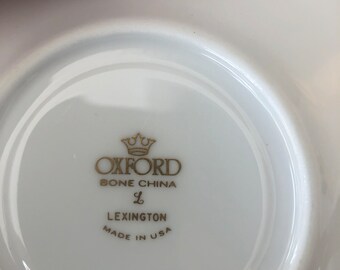 OXFORD
BONE CHINA
L
LEXINGTON
MADE IN USA